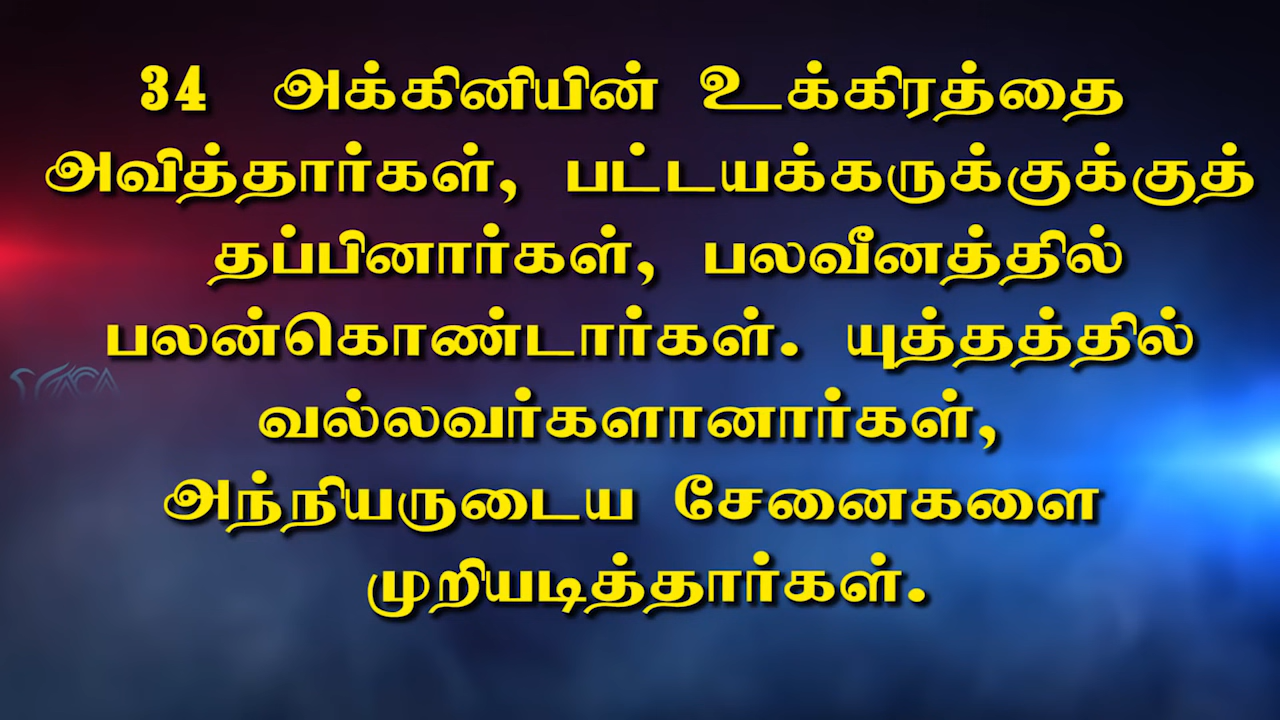 34 அக்கினியின் உக்கிரத்தை
அவித்தார்கள், பட்டயக்கருக்குக்குத்
தப்பினார்கள், பலவீனத்தில்
பலன்கொண்டார்கள். யுத்தத்தில்
வல்லவர்களானார்கள்,
அந்நியருடைய சேனைகளை
முறியடித்தார்கள்.